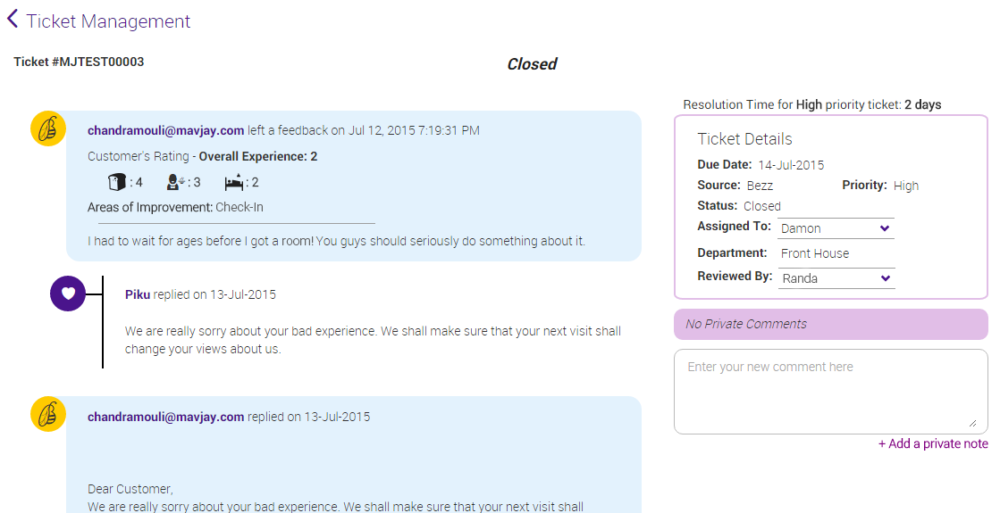 Ticket Management
Ticket #MJTEST00003
Closed
chandramouli@mavjay.com left a feedback on Jul 12, 2015 7:19:31 PM
Customer's Rating - Overall Experience: 2
: 4 : 3 : 2
Areas of Improvement: Check-In
I had to wait for ages before I got a room! You guys should seriously do something about it.
Piku replied on 13-Jul-2015
We are really sorry about your bad experience. We shall make sure that your next visit shall
change your views about us.
chandramouli@mavjay.com replied on 13-Jul-2015
Dear Customer,
We are really sorry about your bad experience. We shall make sure that your next visit shall
Resolution Time for High priority ticket: 2 days
Ticket Details
Due Date: 14-Jul-2015
Source: Bezz Priority: High
Status: Closed
Assigned To: Damon
Department: Front House
Reviewed By: Randa
No Private Comments
Enter your new comment here
+ Add a private note